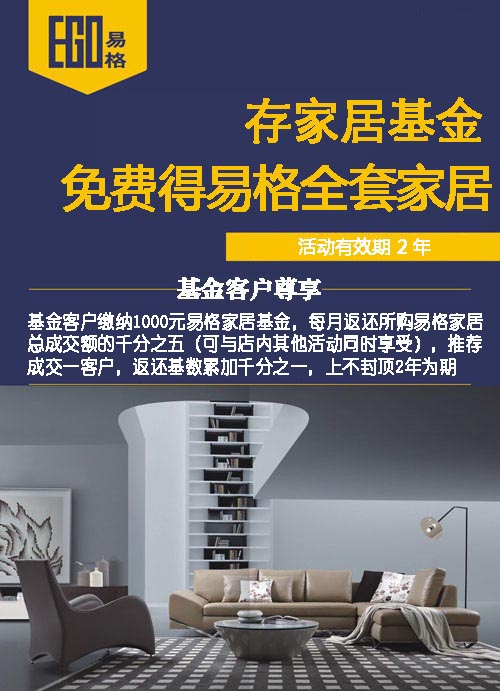 EGO易格
存家居基金
免费得易格全套家居
活动有效期 2 年
基金客户尊享
基金客户缴纳1000元易格家居基金，每月返还所购易格家居
总成交额的千分之五（可与店内其他活动同时享受），推荐
成交一客户，返还基数累加千分之一，上不封顶2年为期